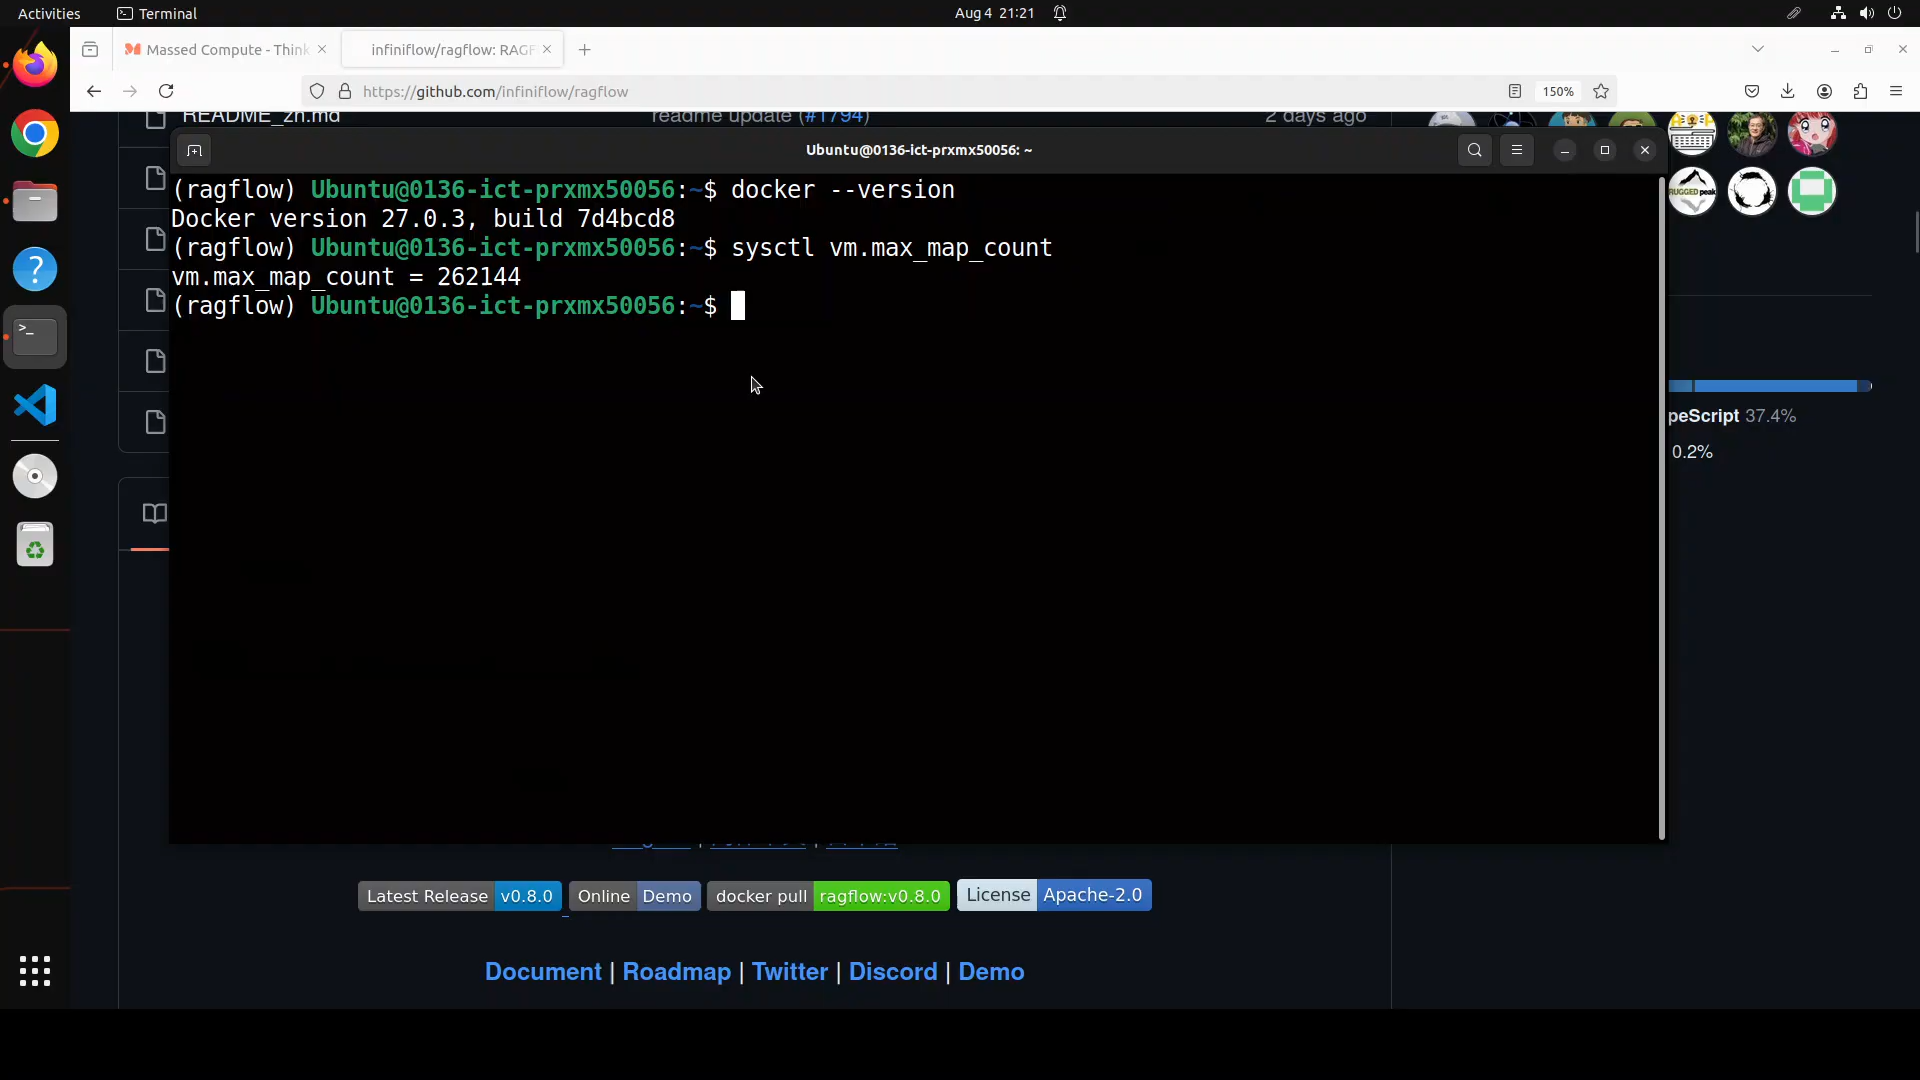 Activities
Terminal
Aug 4 21:21
Massed Compute - Think
infiniflow/ragflow: RAGF
https://github.com/infiniflow/ragflow
150%
README_zh.md
readme update (#1794)
2 days ago
Ubuntu@0136-ict-prxmx50056: ~
(ragflow) Ubuntu@0136-ict-prxmx50056:~$ docker --version
Docker version 27.0.3, build 7d4bcd8
(ragflow) Ubuntu@0136-ict-prxmx50056:~$ sysctl vm.max_map_count
vm.max_map_count = 262144
(ragflow) Ubuntu@0136-ict-prxmx50056:~$
RUGGED peak
peScript 37.4%
0.2%
Latest Release v0.8.0
Online Demo
docker pull ragflow:v0.8.0
License Apache-2.0
Document | Roadmap | Twitter | Discord | Demo